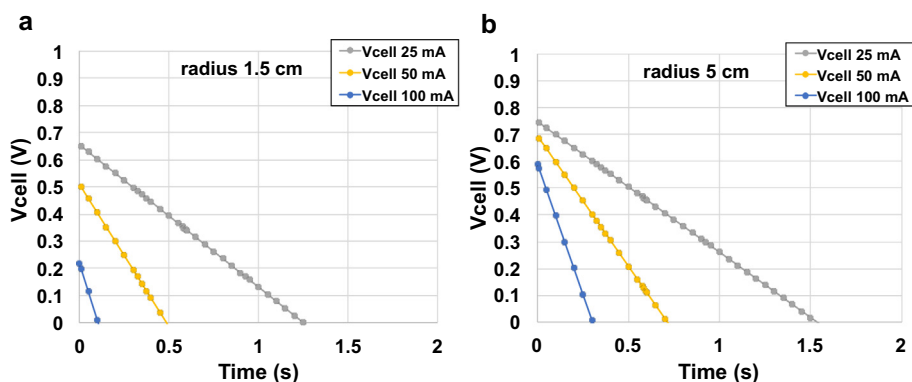 a
radius 1.5 cm
Vcell 25 mA
Vcell 50 mA
Vcell 100 mA
Vcell (V)
1
0.9
0.8
0.7
0.6
0.5
0.4
0.3
0.2
0.1
0
0 0.5 1 1.5 2
Time (s)
b
radius 5 cm
Vcell 25 mA
Vcell 50 mA
Vcell 100 mA
Vcell (V)
1
0.9
0.8
0.7
0.6
0.5
0.4
0.3
0.2
0.1
0
0 0.5 1 1.5 2
Time (s)